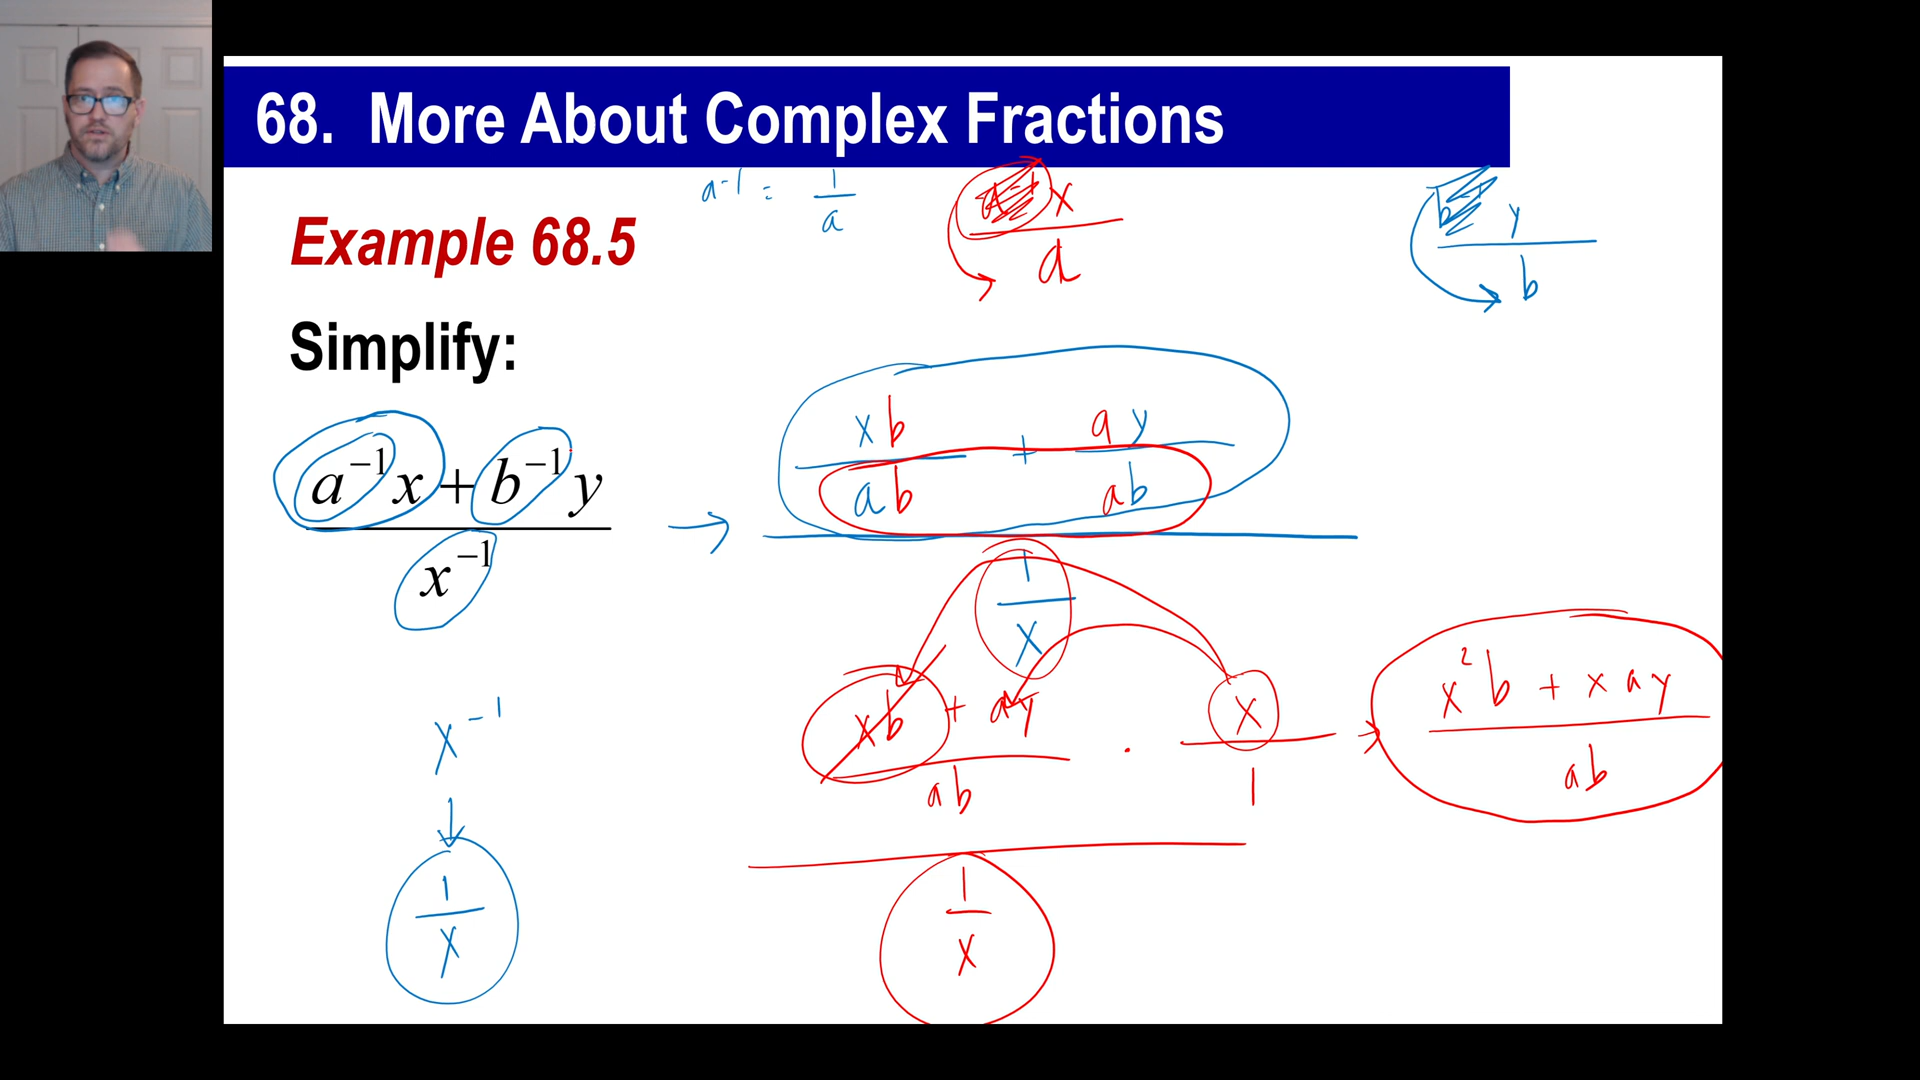 68. More About Complex Fractions
a⁻¹ = 1/a
x/a
y/b
Example 68.5
Simplify:
(a⁻¹x + b⁻¹y)/x⁻¹ → (xb/ab + ay/ab)/(1/x)
x⁻¹ ↓ 1/x
((xb + ay)/ab · x/1)/(1/x) → (x²b + xay)/ab